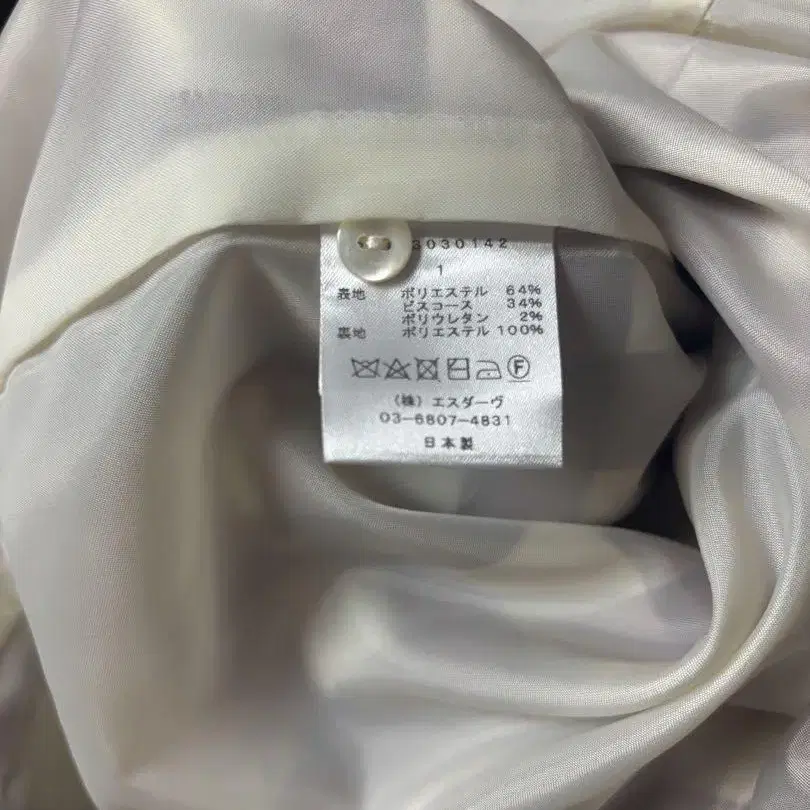 3030142
1
表地 ポリエステル 64%
ビスコース 34%
ポリウレタン 2%
裏地 ポリエステル 100%
F
(株) エスダーヴ
03-6807-4831
日本製